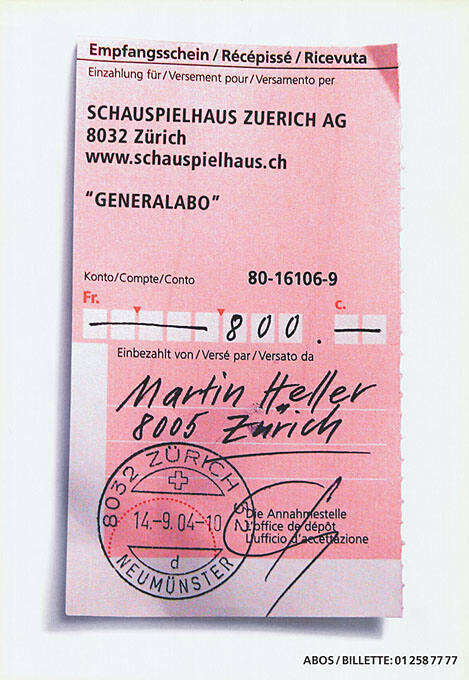 Empfangsschein / Récépissé / Ricevuta
Einzahlung für / Versement pour / Versamento per
SCHAUSPIELHAUS ZUERICH AG
8032 Zürich
www.schauspielhaus.ch
"GENERALABO"
Konto/Compte/Conto 80-16106-9
Fr. c.
800.
Einbezahlt von / Versé par / Versato da
Martin Heller
8005 Zürich
8032 ZÜRICH 52
14.-9.04-10
d
NEUMÜNSTER
Die Annahmestelle
L'office de dépôt
L'ufficio d'accettazione
ABOS / BILLETTE: 01 258 77 77